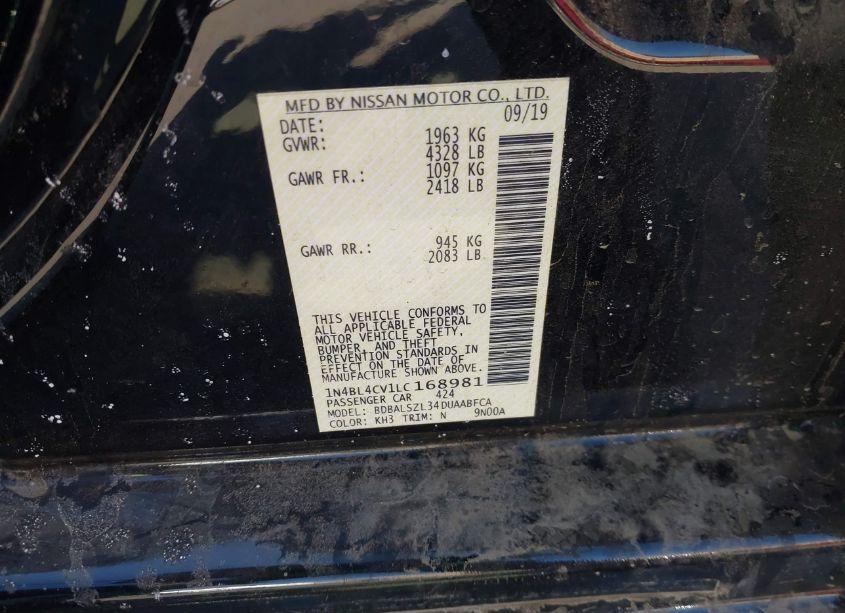 MFD BY NISSAN MOTOR CO., LTD.
DATE: 09/19
GVWR: 1963 KG
4328 LB
GAWR FR.: 1097 KG
2418 LB
GAWR RR.: 945 KG
2083 LB
THIS VEHICLE CONFORMS TO
ALL APPLICABLE FEDERAL
MOTOR VEHICLE SAFETY,
BUMPER, AND THEFT
PREVENTION STANDARDS IN
EFFECT ON THE DATE OF
MANUFACTURE SHOWN ABOVE.
1N4BL4CV1LC168981
PASSENGER CAR 424
MODEL: BDBALSZL34DUAABFCA
COLOR: KH3 TRIM: N 9N00A